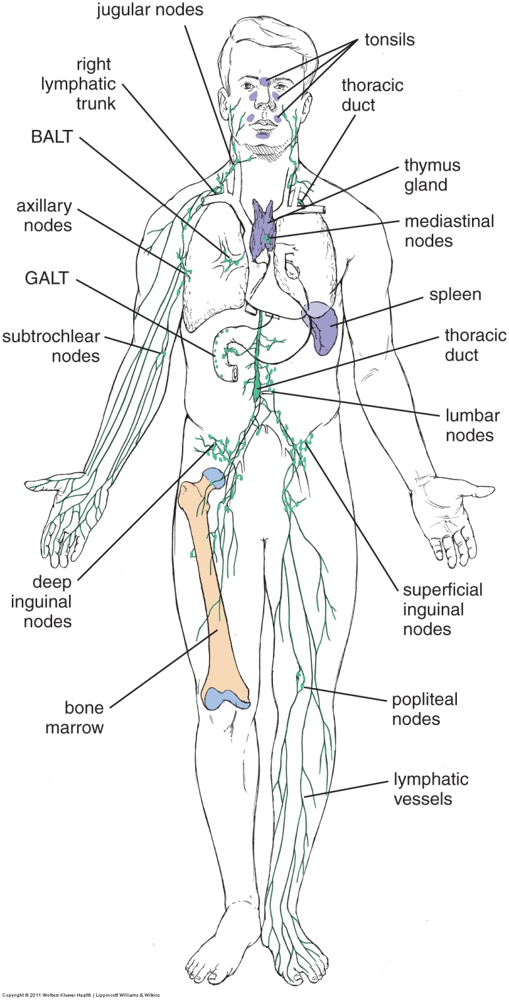 jugular nodes
tonsils
right
lymphatic
trunk
thoracic
duct
BALT
thymus
gland
axillary
nodes
mediastinal
nodes
GALT
spleen
subtrochlear
nodes
thoracic
duct
lumbar
nodes
deep
inguinal
nodes
superficial
inguinal
nodes
bone
marrow
popliteal
nodes
lymphatic
vessels
Copyright © 2011 Wolters Kluwer Health | Lippincott Williams & Wilkins